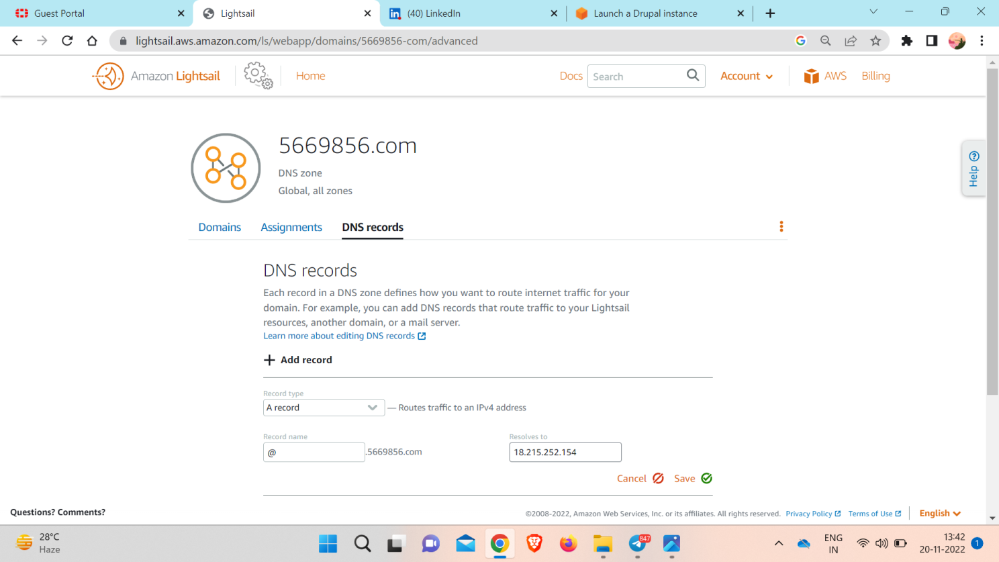 Guest Portal
Lightsail
in (40) LinkedIn
Launch a Drupal instance
lightsail.aws.amazon.com/ls/webapp/domains/5669856-com/advanced
Amazon Lightsail
Home
Docs
Search
Account
AWS
Billing
5669856.com
DNS zone
Global, all zones
Help
Domains
Assignments
DNS records
DNS records
Each record in a DNS zone defines how you want to route internet traffic for your
domain. For example, you can add DNS records that route traffic to your Lightsail
resources, another domain, or a mail server.
Learn more about editing DNS records
Add record
Record type
A record
— Routes traffic to an IPv4 address
Record name
Resolves to
@
.5669856.com
18.215.252.154
Cancel
Save
Questions? Comments?
©2008-2022, Amazon Web Services, Inc. or its affiliates. All rights reserved.
Privacy Policy
Terms of Use
English
28°C
Haze
847
ENG
IN
13:42
20-11-2022
1